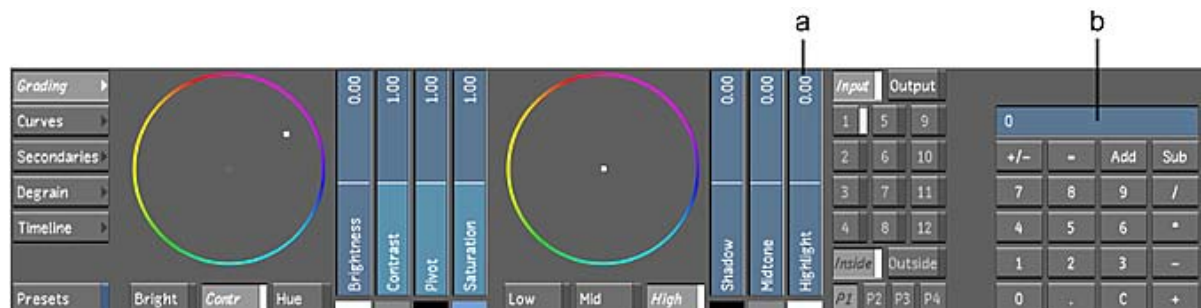 a
b
Grading
Curves
Secondaries
Degrain
Timeline
Presets
Bright Contr Hue
0.00 1.00 1.00 1.00
Brightness Contrast Pivot Saturation
Low Mid High
0.00 0.00 0.00
Shadow Midtone Highlight
Input Output
1 5 9
2 6 10
3 7 11
4 8 12
Inside Outside
P1 P2 P3 P4
0
+/- = Add Sub
7 8 9 /
4 5 6 *
1 2 3 -
0 . C +